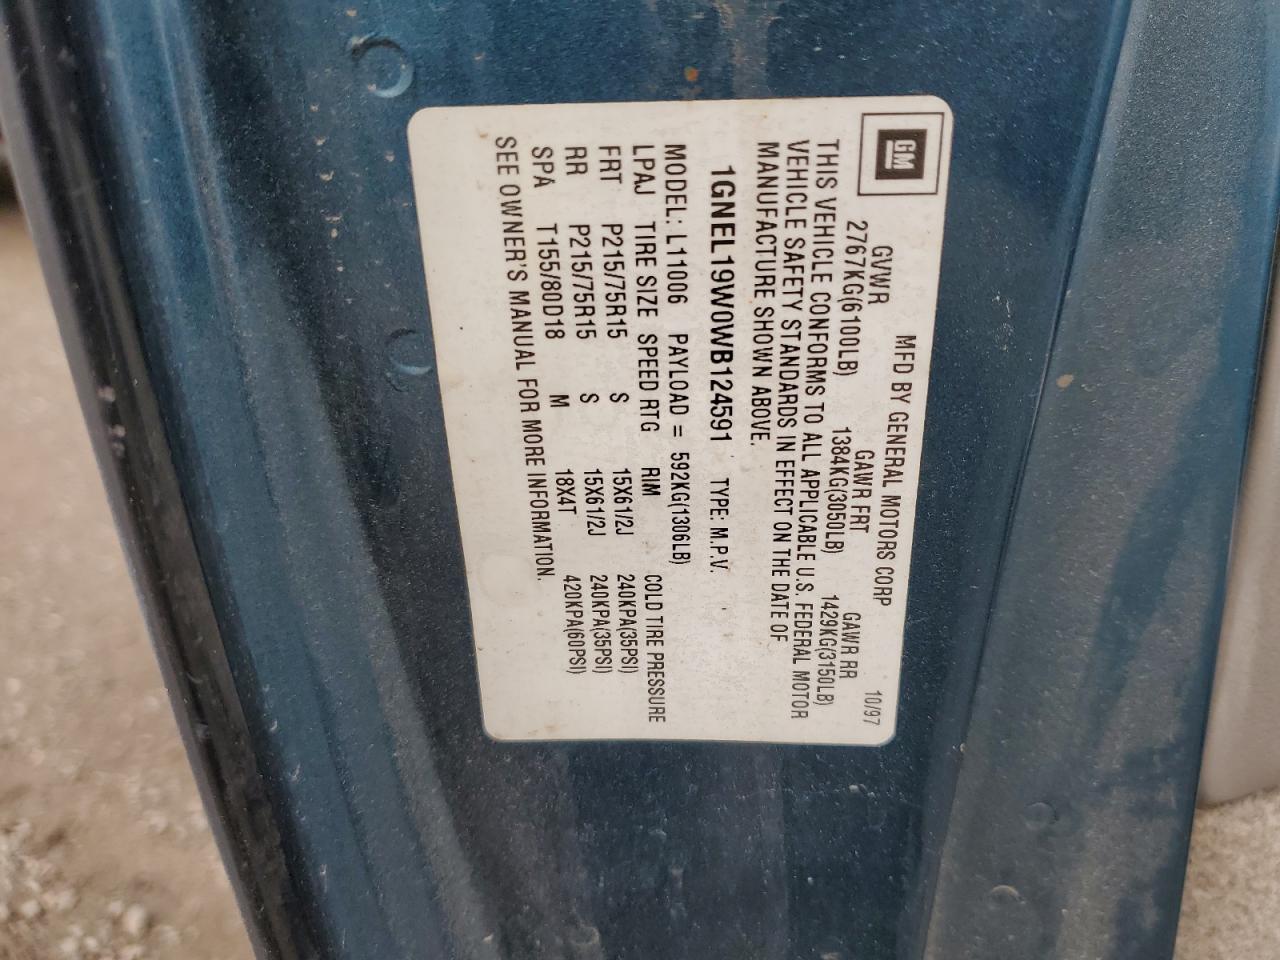 GM
MFD BY GENERAL MOTORS CORP 10/97
GVWR GAWR FRT GAWR RR
2767KG(6100LB) 1384KG(3050LB) 1429KG(3150LB)
THIS VEHICLE CONFORMS TO ALL APPLICABLE U.S. FEDERAL MOTOR
VEHICLE SAFETY STANDARDS IN EFFECT ON THE DATE OF
MANUFACTURE SHOWN ABOVE.
1GNEL19W0WB124591 TYPE: M.P.V.
MODEL: L11006 PAYLOAD = 592KG(1306LB)
LPAJ TIRE SIZE SPEED RTG RIM COLD TIRE PRESSURE
FRT P215/75R15 S 15X61/2J 240KPA(35PSI)
RR P215/75R15 S 15X61/2J 240KPA(35PSI)
SPA T155/80D18 M 18X4T 420KPA(60PSI)
SEE OWNER'S MANUAL FOR MORE INFORMATION.